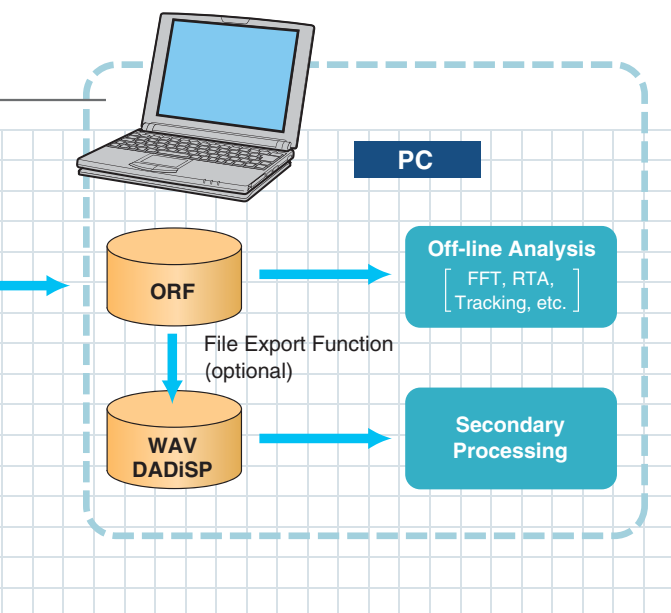 PC
ORF
Off-line Analysis
FFT, RTA,
Tracking, etc.
File Export Function
(optional)
WAV
DADiSP
Secondary
Processing